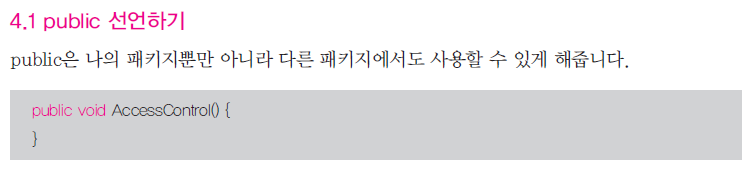 4.1 public 선언하기
public은 나의 패키지뿐만 아니라 다른 패키지에서도 사용할 수 있게 해줍니다.
public void AccessControl() {
}